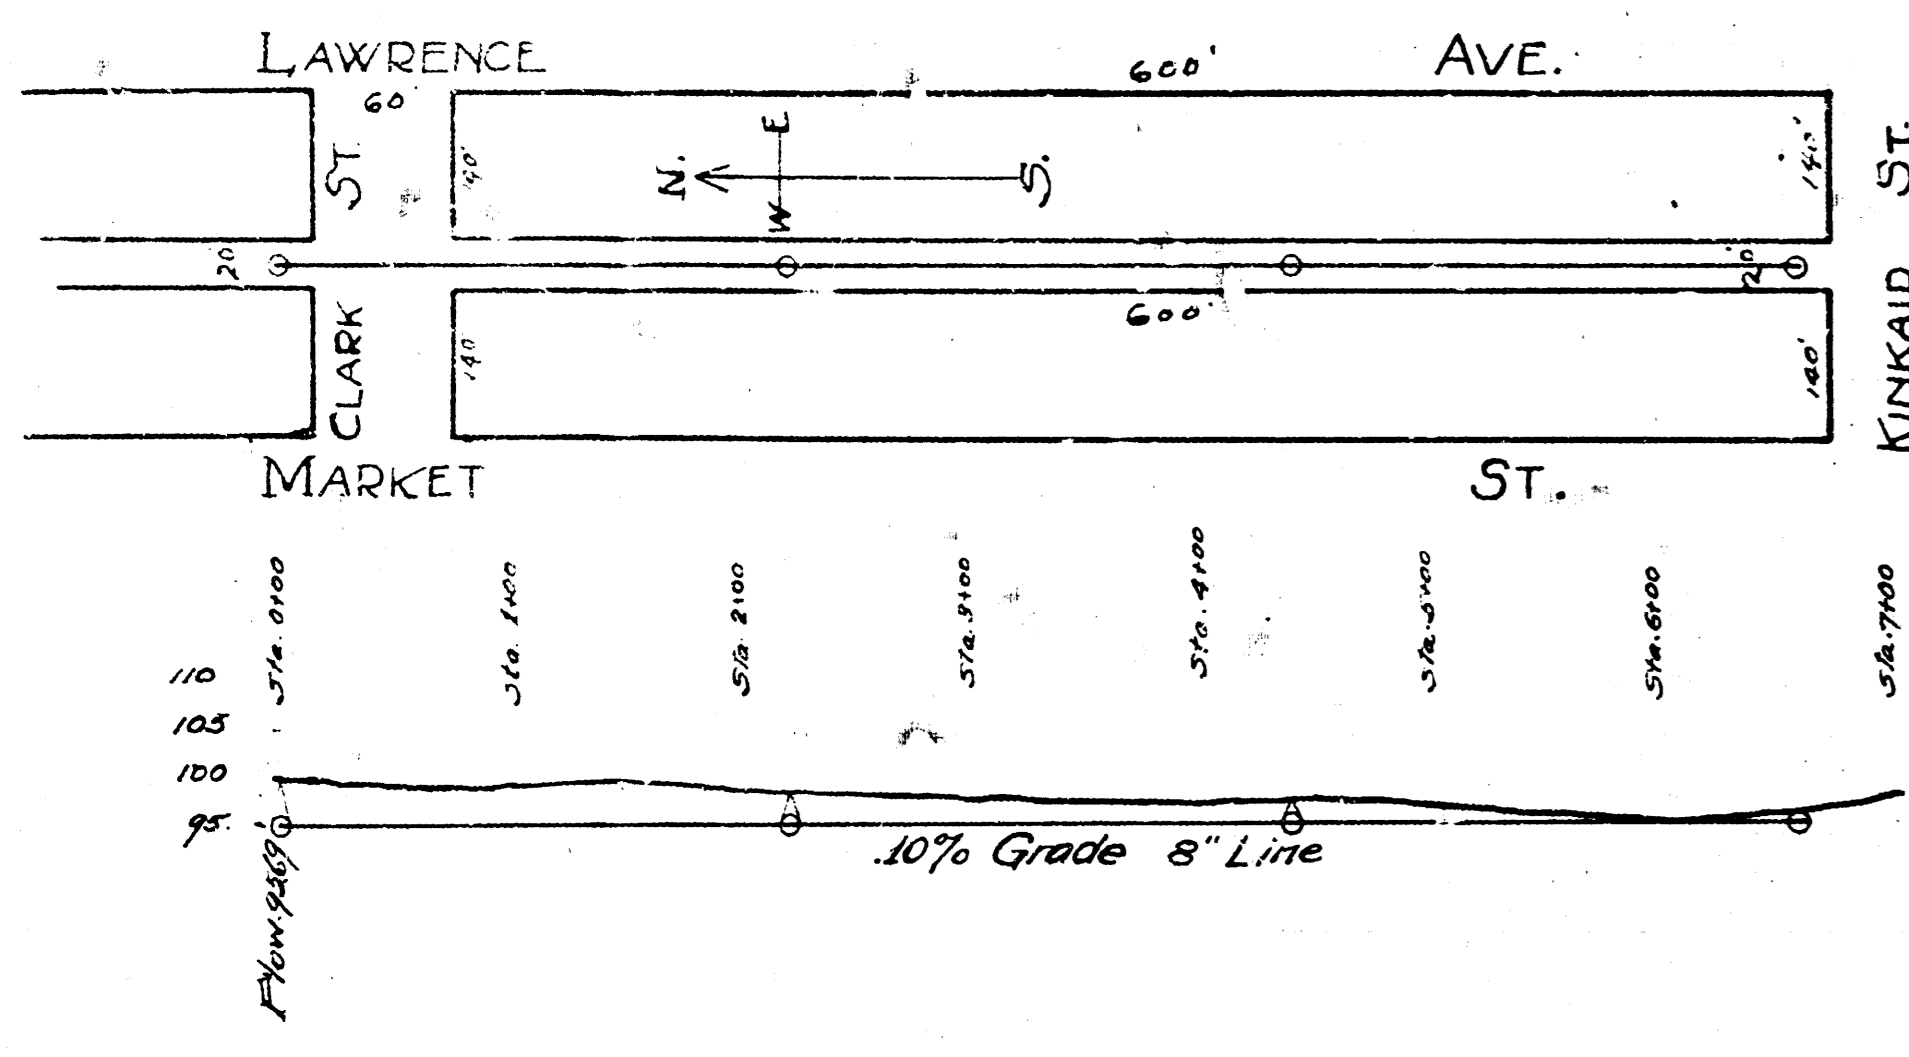 LAWRENCE AVE.
600'
60'
ST.
140'
N. E W S.
140'
ST.
20'
20'
600'
CLARK
140'
140'
KINKAID
MARKET ST.
Sta. 0+00
Sta. 1+00
Sta. 2+00
Sta. 3+00
Sta. 4+00
Sta. 5+00
Sta. 6+00
Sta. 7+00
110
105
100
95.
.10% Grade 8" Line
Flow